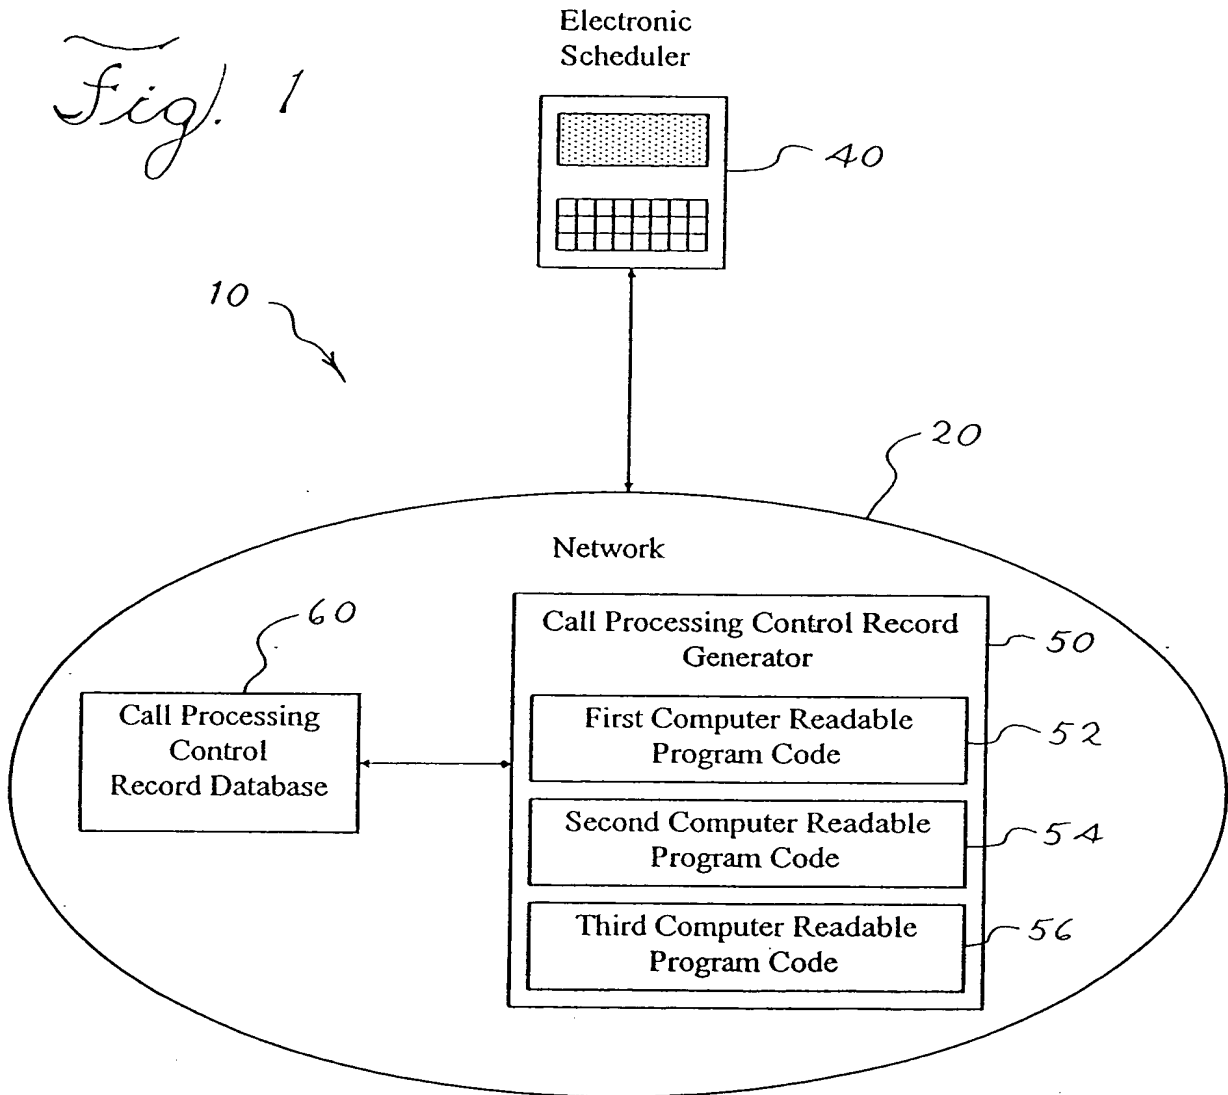 Fig. 1
Electronic
Scheduler
40
10
20
Network
60
Call Processing
Control
Record Database
Call Processing Control Record
Generator
50
First Computer Readable
Program Code
52
Second Computer Readable
Program Code
54
Third Computer Readable
Program Code
56